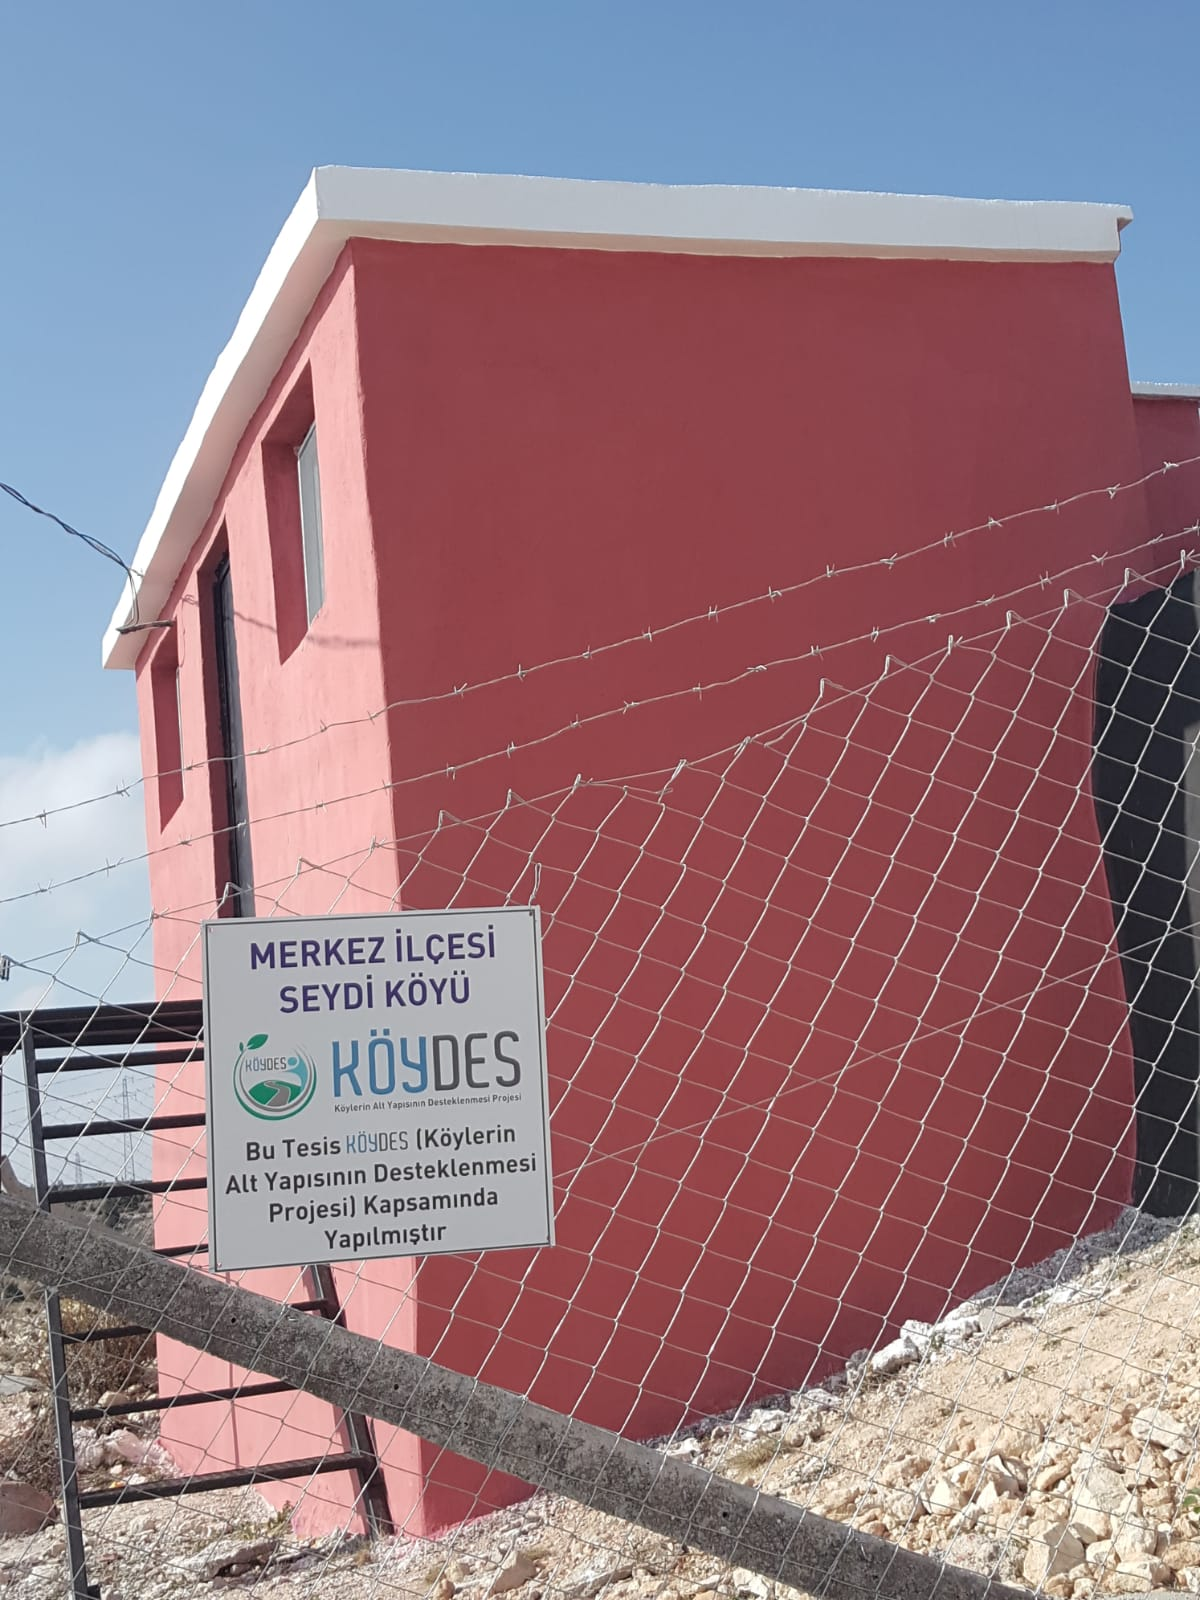 MERKEZ İLÇESİ
SEYDİ KÖYÜ
KÖYDES
KÖYDES
Köylerin Alt Yapısının Desteklenmesi Projesi
Bu Tesis KÖYDES (Köylerin
Alt Yapısının Desteklenmesi
Projesi) Kapsamında
Yapılmıştır